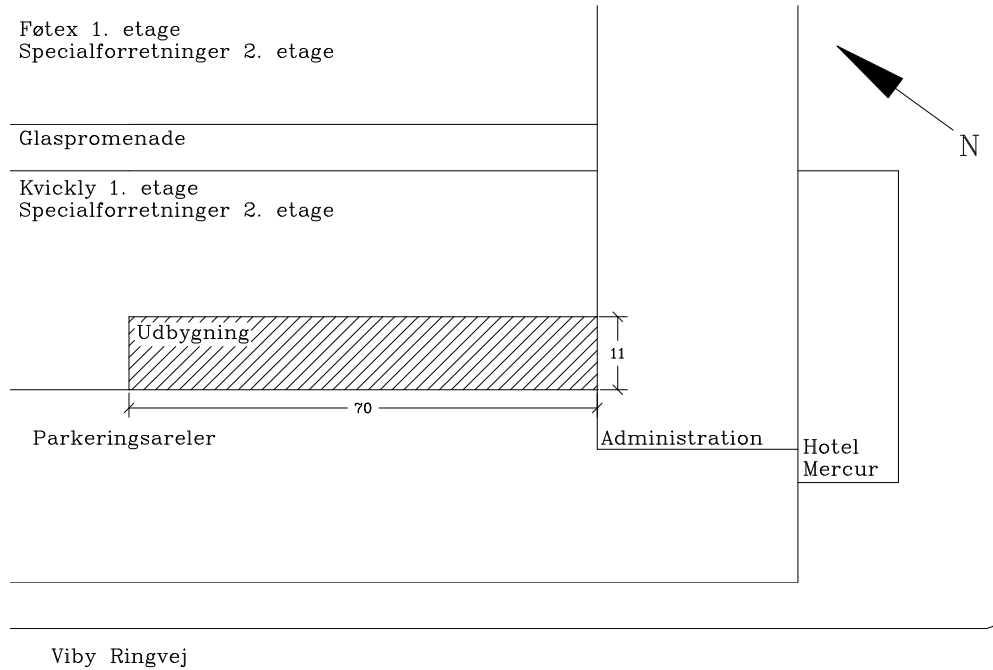 Føtex 1. etage
Specialforretninger 2. etage
Glaspromenade
N
Kvickly 1. etage
Specialforretninger 2. etage
Udbygning
11
70
Parkeringsareler
Administration
Hotel
Mercur
Viby Ringvej